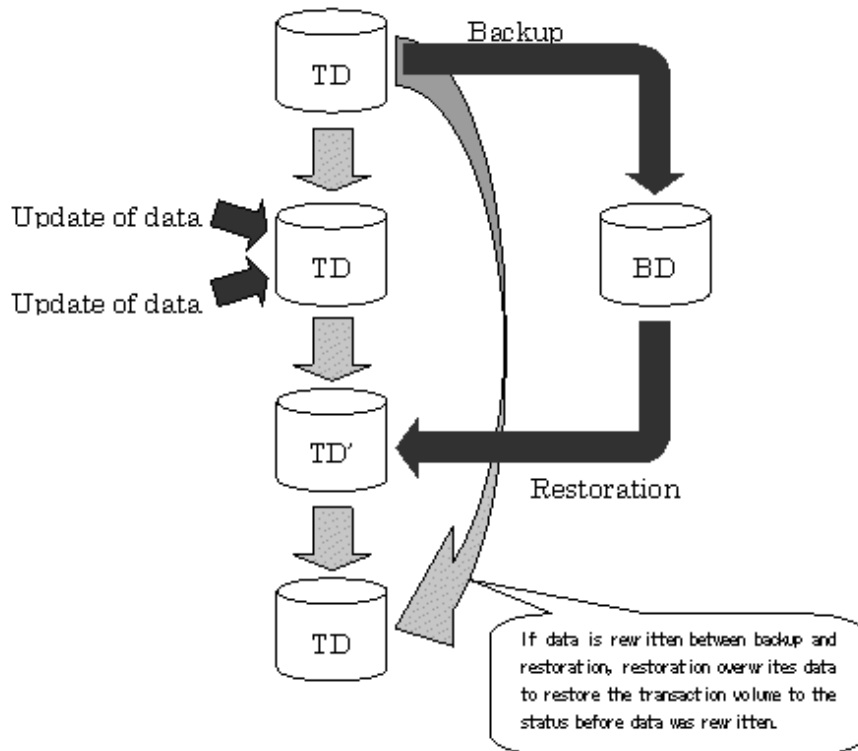 Backup
TD
Update of data
TD
BD
Update of data
TD'
Restoration
TD
If data is rewritten between backup and
restoration, restoration overwrites data
to restore the transaction volume to the
status before data was rewritten.